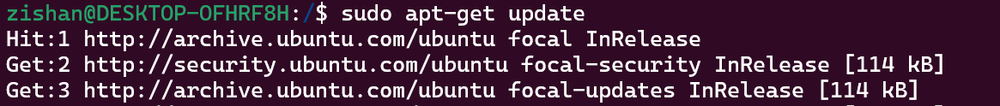 zishan@DESKTOP-OFHRF8H:/$ sudo apt-get update
Hit:1 http://archive.ubuntu.com/ubuntu focal InRelease
Get:2 http://security.ubuntu.com/ubuntu focal-security InRelease [114 kB]
Get:3 http://archive.ubuntu.com/ubuntu focal-updates InRelease [114 kB]